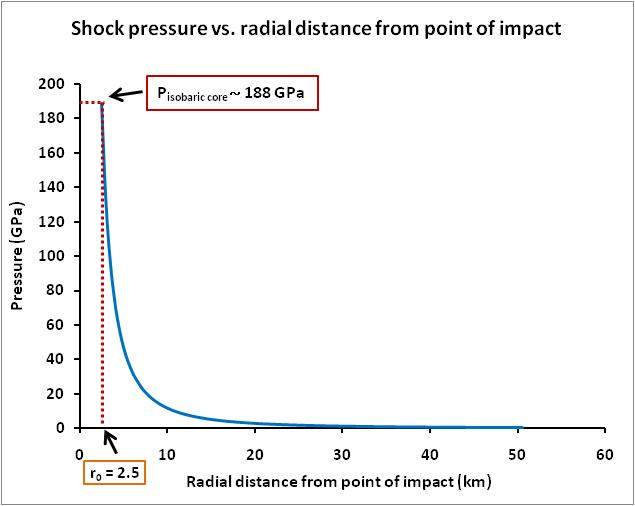 Shock pressure vs. radial distance from point of impact
P isobaric core ~ 188 GPa
Pressure (GPa)
200
180
160
140
120
100
80
60
40
20
0
0 10 20 30 40 50 60
r0 = 2.5
Radial distance from point of impact (km)